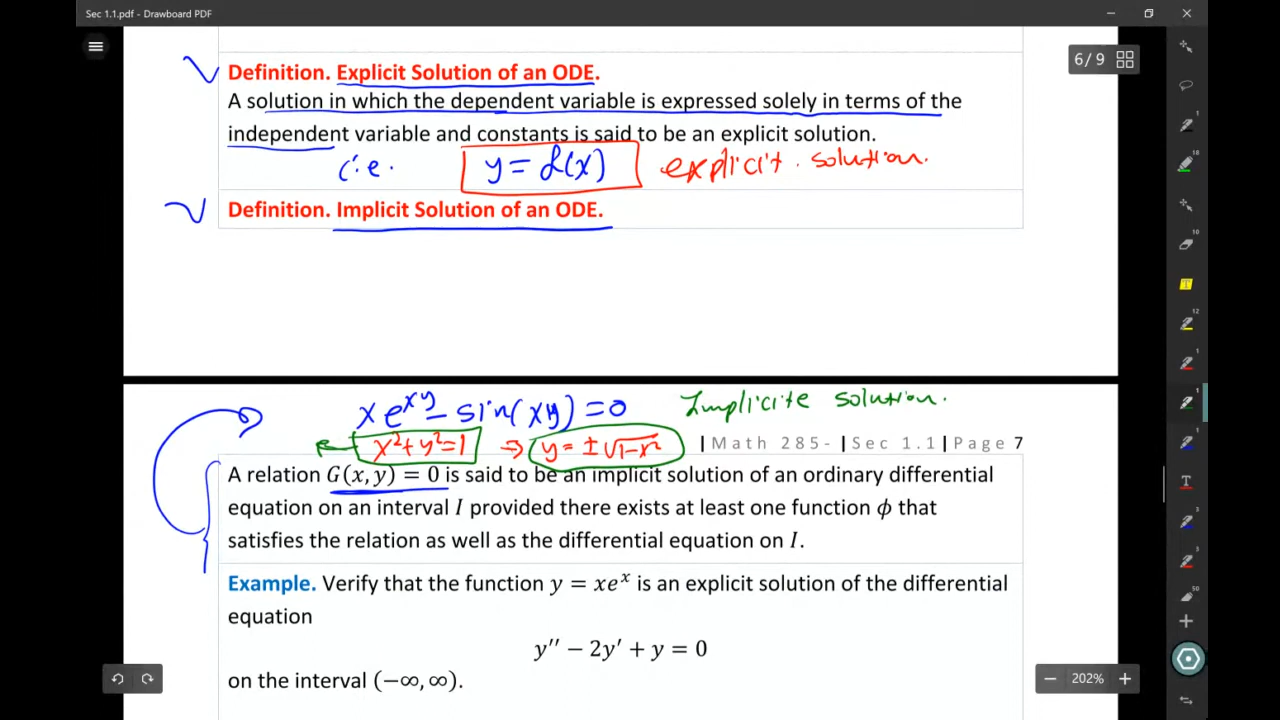 Sec 1.1.pdf - Drawboard PDF
6/9
Definition. Explicit Solution of an ODE.
A solution in which the dependent variable is expressed solely in terms of the
independent variable and constants is said to be an explicit solution.
i.e. y = f(x) explicit solution.
Definition. Implicit Solution of an ODE.
xe^{xy} - sin(xy) = 0 Implicite solution.
x²+y²=1 ⇒ y = ±√(1-x²)
|Math 285- |Sec 1.1|Page 7
A relation G(x, y) = 0 is said to be an implicit solution of an ordinary differential
equation on an interval I provided there exists at least one function ϕ that
satisfies the relation as well as the differential equation on I.
Example. Verify that the function y = xeˣ is an explicit solution of the differential
equation
y′′ − 2y′ + y = 0
on the interval (−∞, ∞).
202%